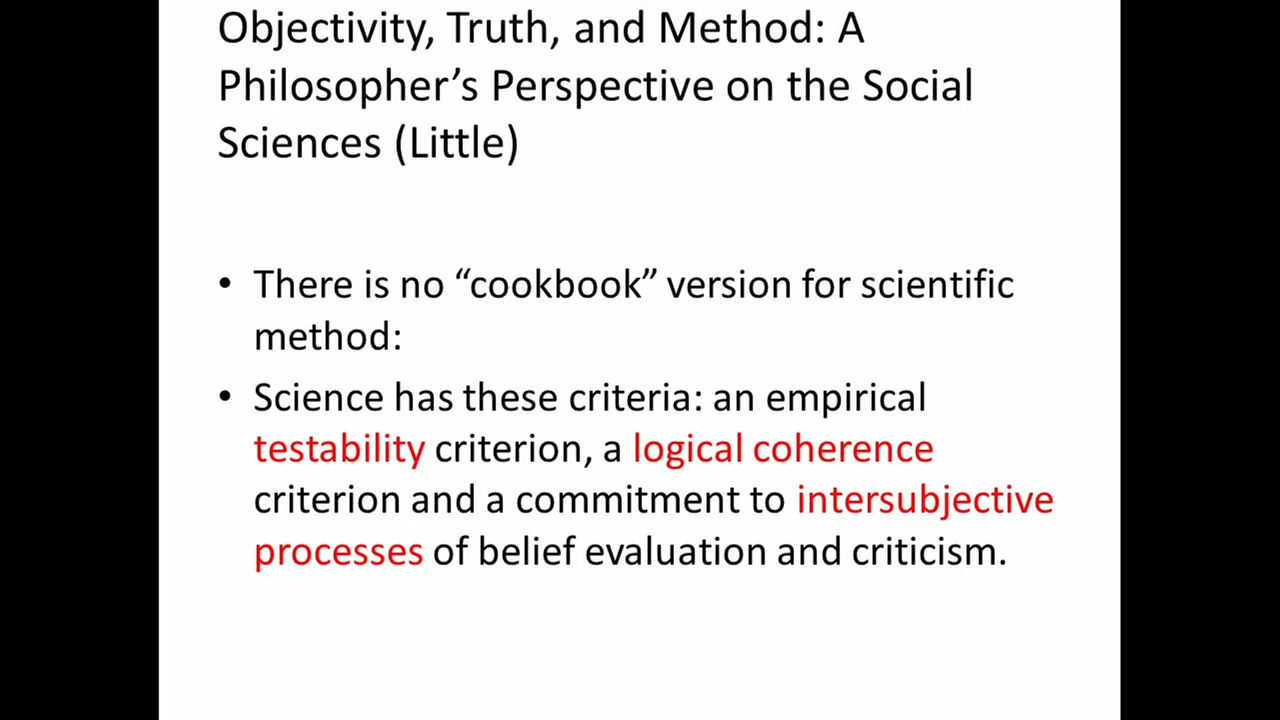 Objectivity, Truth, and Method: A
Philosopher’s Perspective on the Social
Sciences (Little)
• There is no “cookbook” version for scientific
method:
• Science has these criteria: an empirical
testability criterion, a logical coherence
criterion and a commitment to intersubjective
processes of belief evaluation and criticism.